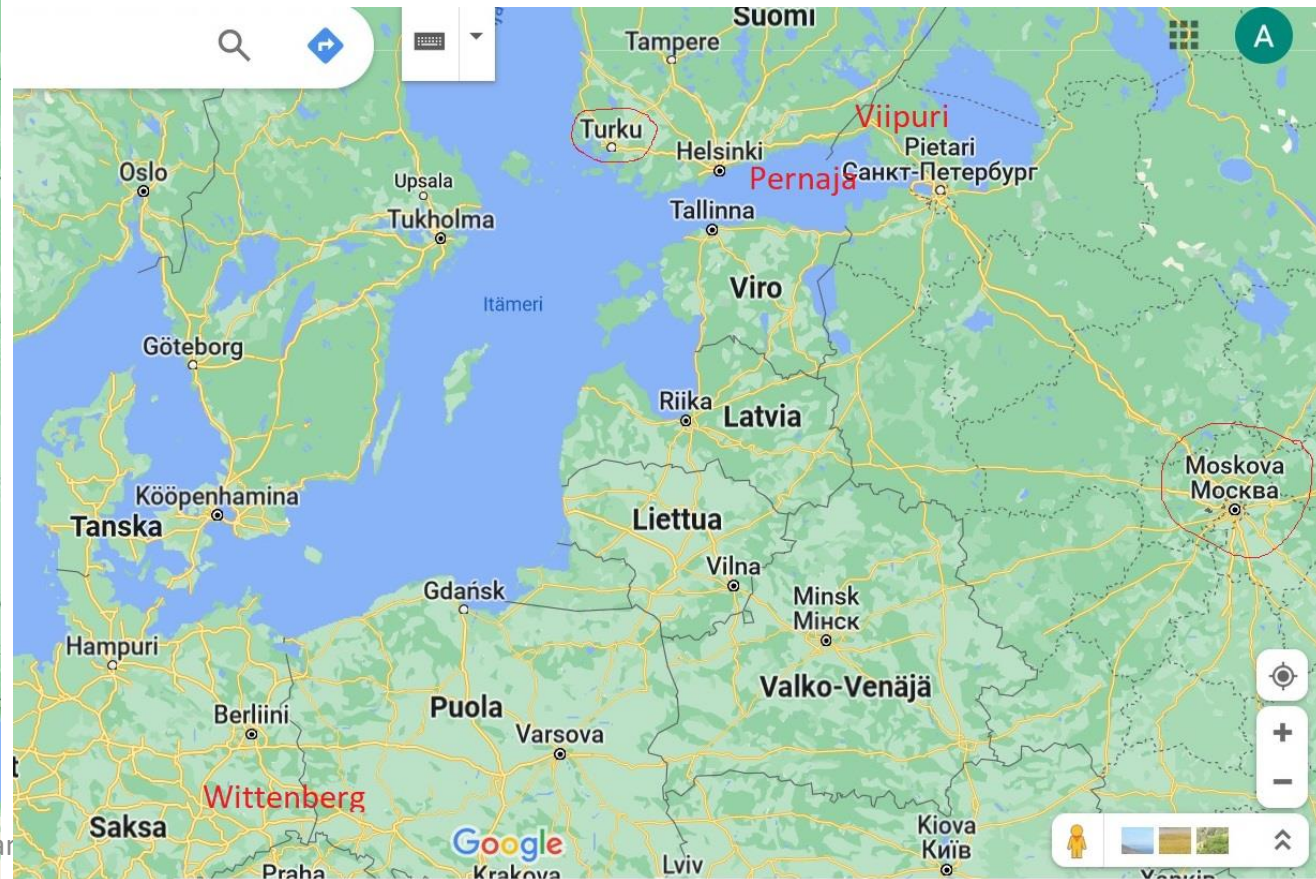 Suomi
Tampere
A
Viipuri
Turku
Helsinki
Pietari
Санкт-Петербург
Pernaja
Oslo
Upsala
Tukholma
Tallinna
Viro
Itämeri
Göteborg
Riika
Latvia
Moskova
Москва
Kööpenhamina
Tanska
Liettua
Vilna
Gdańsk
Minsk
Мінск
Hampuri
Valko-Venäjä
Puola
Berliini
Varsova
Wittenberg
Saksa
Google
Kiova
Київ
Lviv
Praha
Krakova